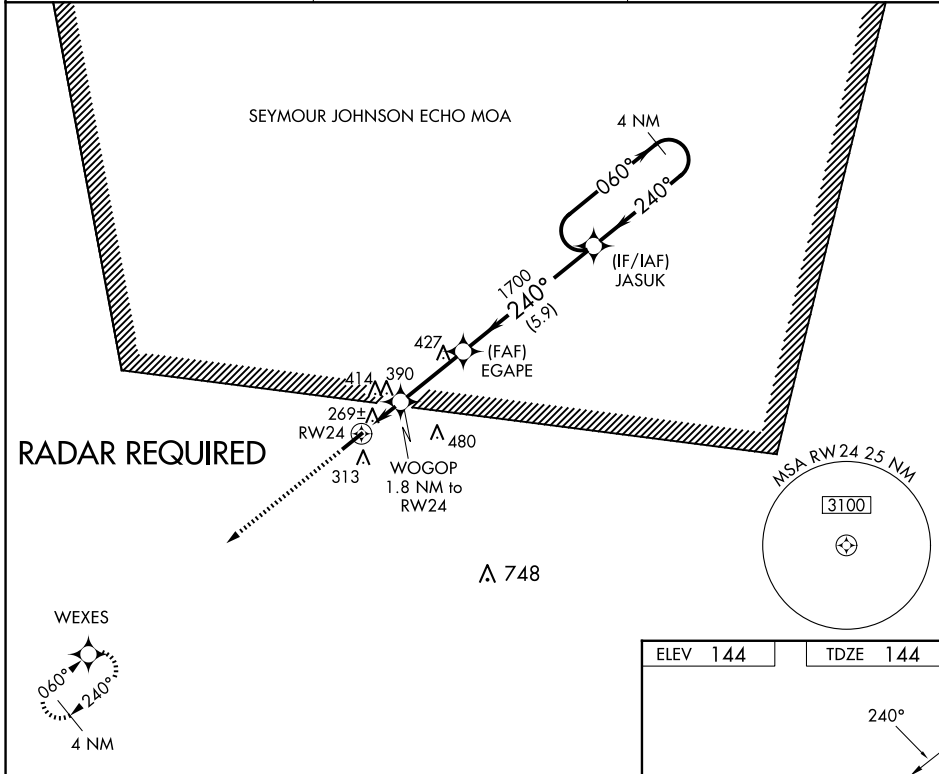 SEYMOUR JOHNSON ECHO MOA
4 NM
060°
240°
(IF/IAF)
JASUK
1700
240°
(5.9)
427
(FAF)
EGAPE
414
390
269±
RW24
480
313
WOGOP
1.8 NM to
RW24
RADAR REQUIRED
MSA RW24 25 NM
3100
748
WEXES
060°
240°
4 NM
ELEV 144
TDZE 144
240°